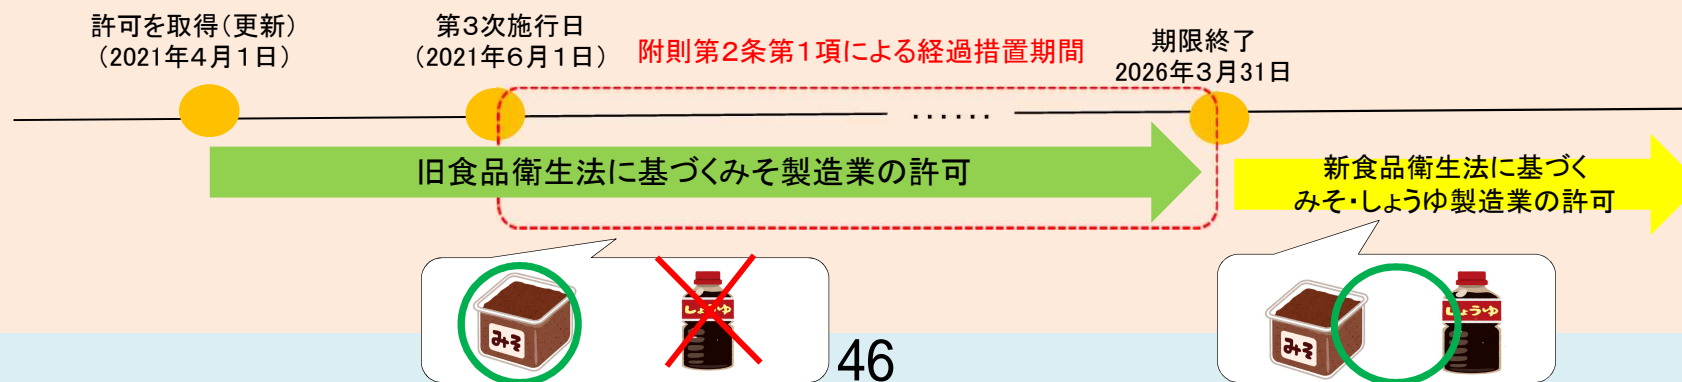 許可を取得（更新）
（2021年４月１日）
第３次施行日
（2021年６月１日）
附則第２条第１項による経過措置期間
期限終了
2026年３月31日
……
旧食品衛生法に基づくみそ製造業の許可
新食品衛生法に基づく
みそ・しょうゆ製造業の許可
みそ
しょうゆ
みそ
しょうゆ
46